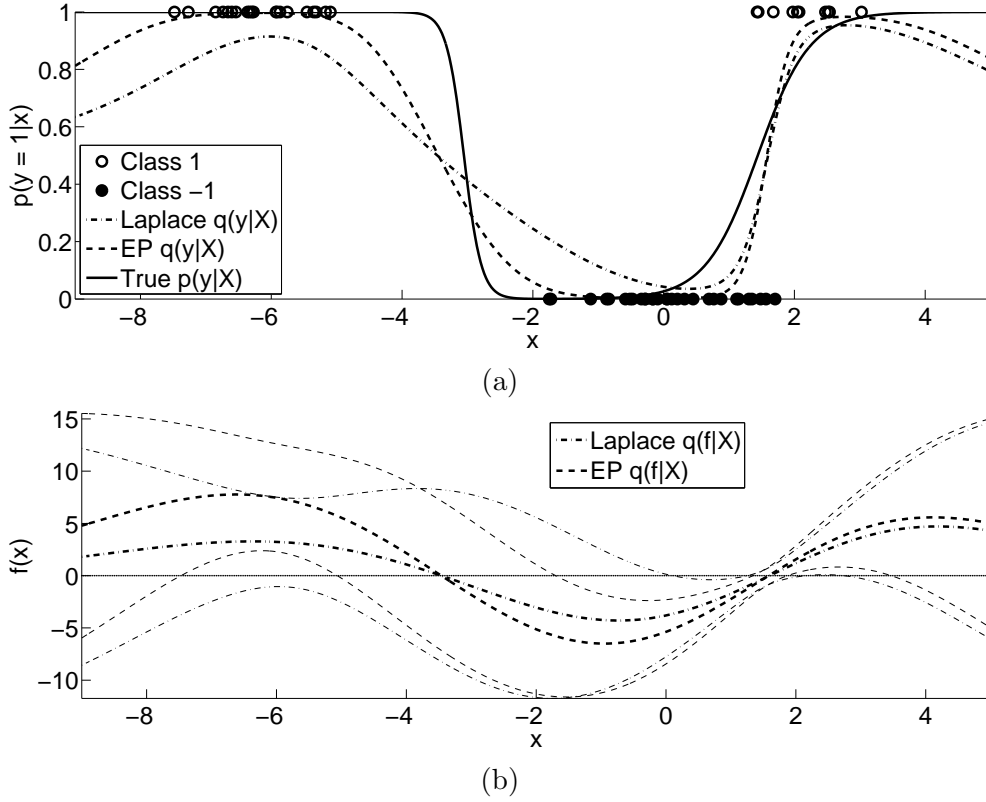 1
0.8
0.6
0.4
0.2
0
p(y = 1|x)
Class 1
Class −1
Laplace q(y|X)
EP q(y|X)
True p(y|X)
−8 −6 −4 −2 0 2 4
x
(a)
15
10
5
0
−5
−10
f(x)
Laplace q(f|X)
EP q(f|X)
−8 −6 −4 −2 0 2 4
x
(b)